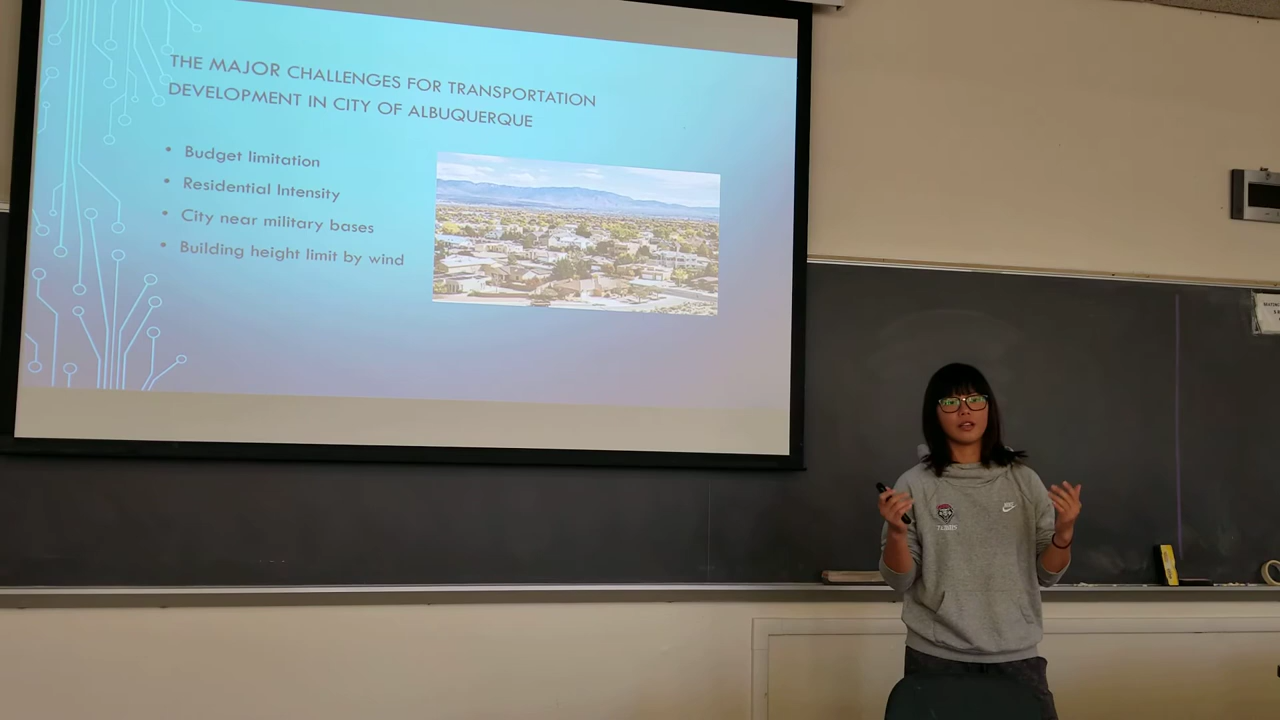 THE MAJOR CHALLENGES FOR TRANSPORTATION
DEVELOPMENT IN CITY OF ALBUQUERQUE
• Budget limitation
• Residential Intensity
• City near military bases
• Building height limit by wind